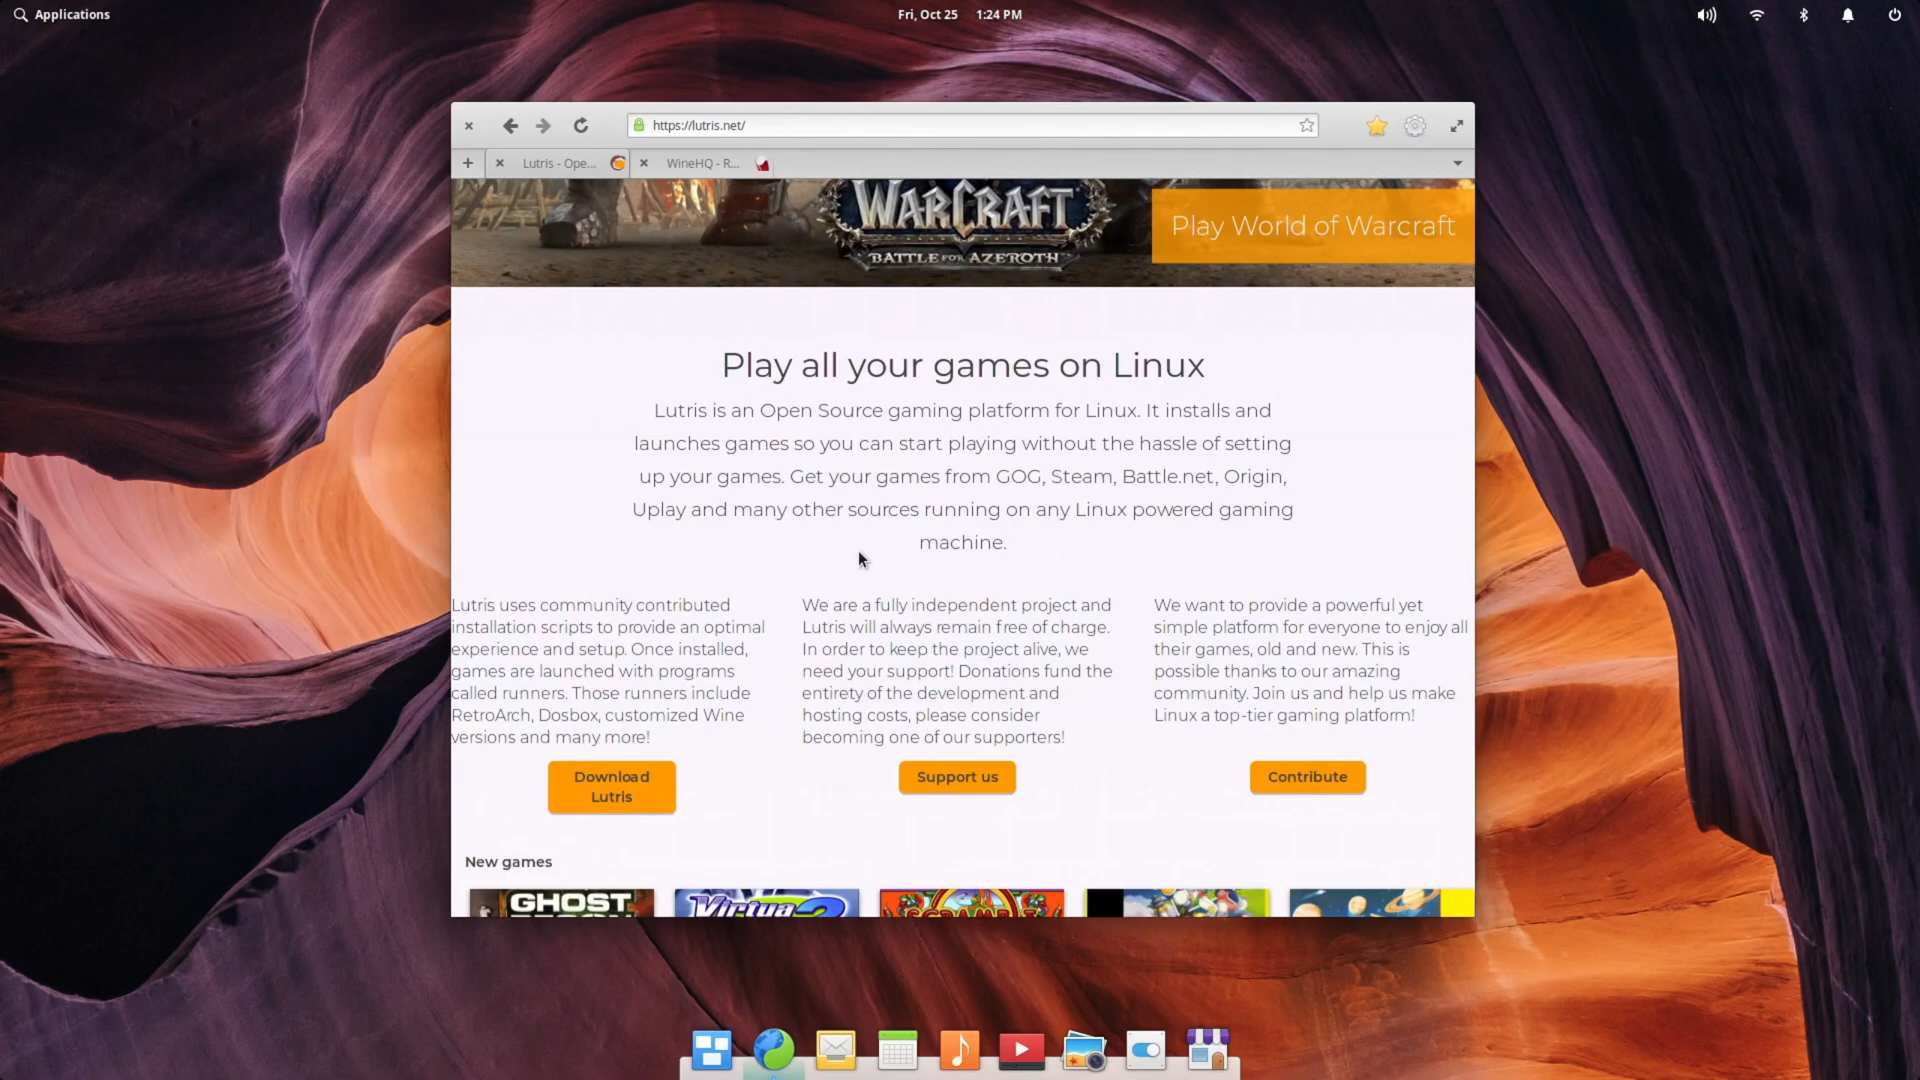 Applications
Fri, Oct 25 1:24 PM
https://lutris.net/
Lutris - Ope...
WineHQ - R...
WARCRAFT
BATTLE FOR AZEROTH
Play World of Warcraft
Play all your games on Linux
Lutris is an Open Source gaming platform for Linux. It installs and
launches games so you can start playing without the hassle of setting
up your games. Get your games from GOG, Steam, Battle.net, Origin,
Uplay and many other sources running on any Linux powered gaming
machine.
Lutris uses community contributed
installation scripts to provide an optimal
experience and setup. Once installed,
games are launched with programs
called runners. Those runners include
RetroArch, Dosbox, customized Wine
versions and many more!
Download
Lutris
We are a fully independent project and
Lutris will always remain free of charge.
In order to keep the project alive, we
need your support! Donations fund the
entirety of the development and
hosting costs, please consider
becoming one of our supporters!
Support us
We want to provide a powerful yet
simple platform for everyone to enjoy all
their games, old and new. This is
possible thanks to our amazing
community. Join us and help us make
Linux a top-tier gaming platform!
Contribute
New games
GHOST
Virtua 2